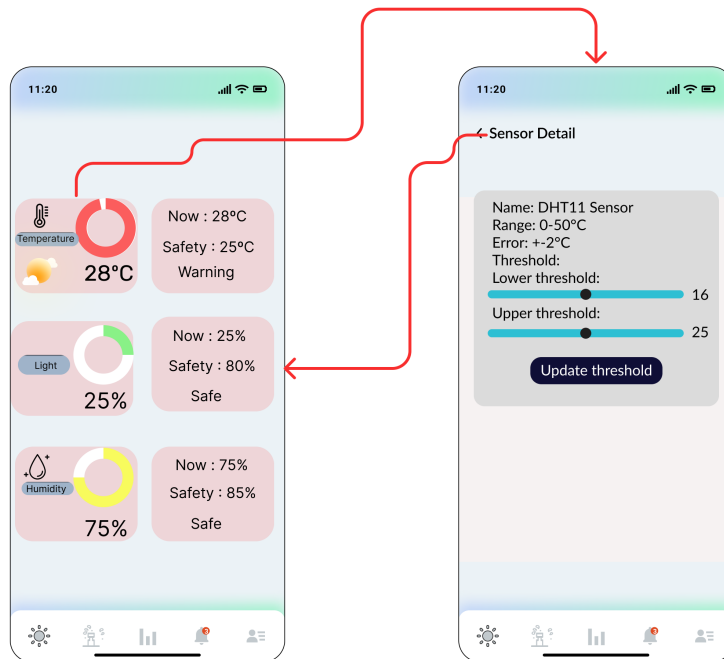 11:20
Temperature
28°C
Now : 28ºC
Safety : 25ºC
Warning
Light
25%
Now : 25%
Safety : 80%
Safe
Humidity
75%
Now : 75%
Safety : 85%
Safe
11:20
Sensor Detail
Name: DHT11 Sensor
Range: 0-50°C
Error: +-2°C
Threshold:
Lower threshold:
16
Upper threshold:
25
Update threshold